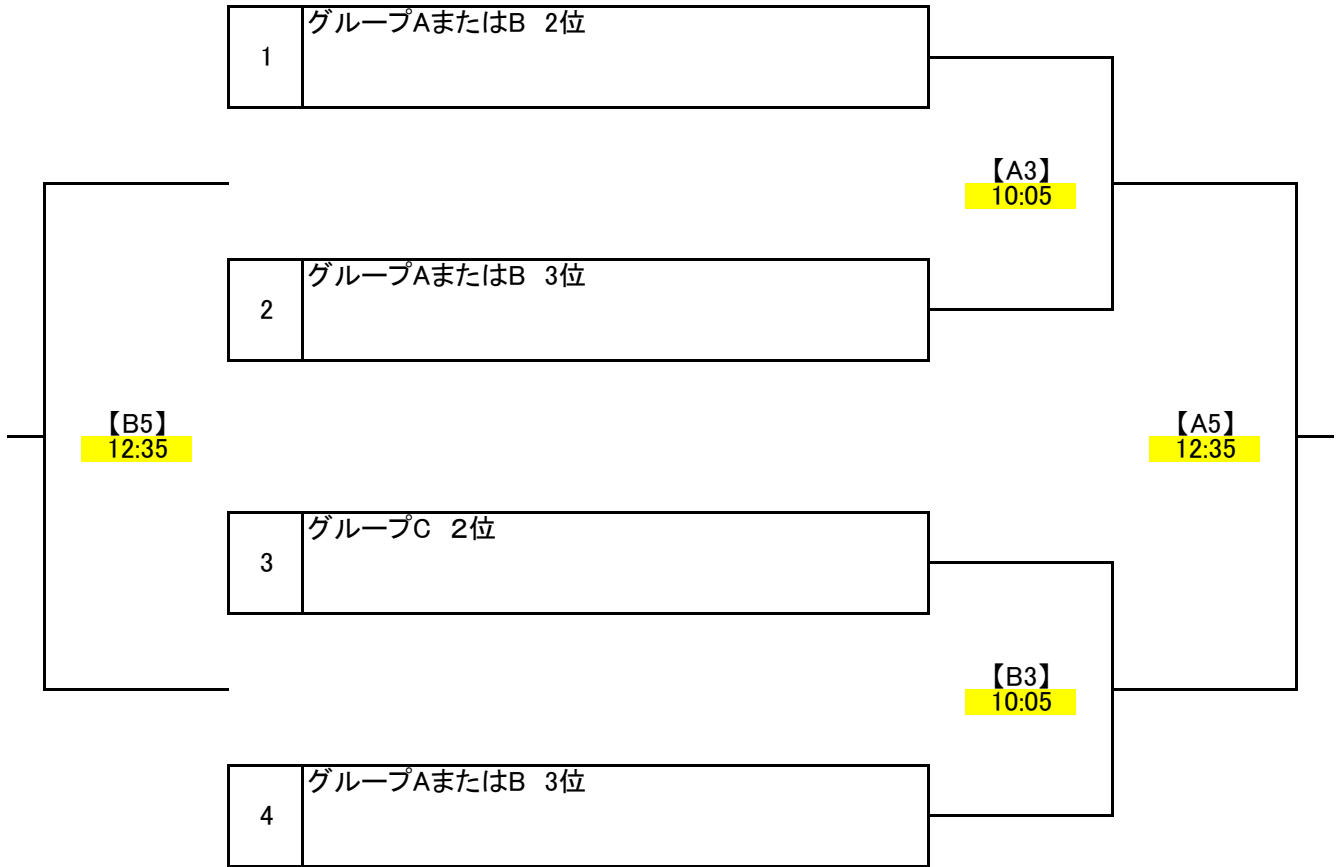 グループAまたはB　2位
1
【A3】
10:05
グループAまたはB　3位
2
【B5】
12:35
【A5】
12:35
グループC　２位
3
【B3】
10:05
グループAまたはB　3位
4